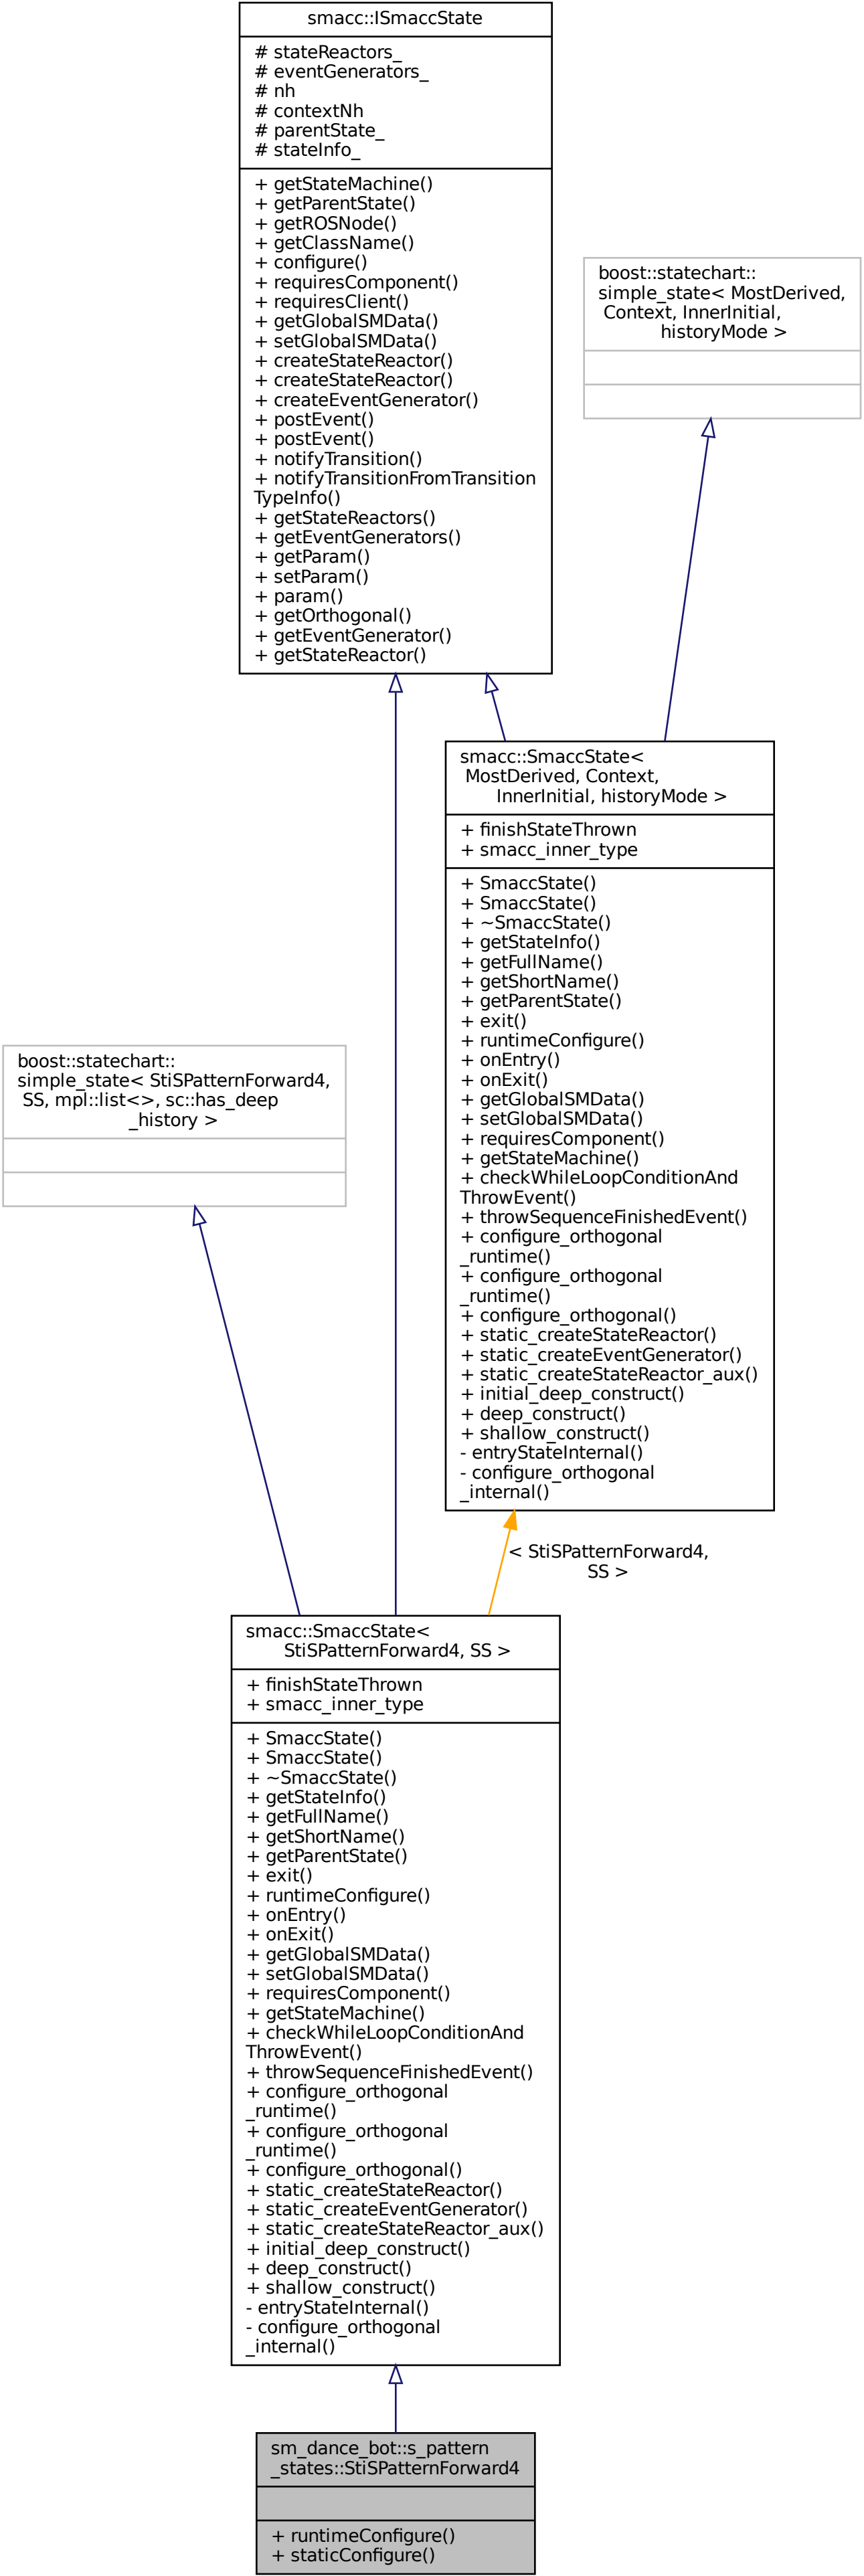 smacc::ISmaccState
# stateReactors_
# eventGenerators_
# nh
# contextNh
# parentState_
# stateInfo_
+ getStateMachine()
+ getParentState()
+ getROSNode()
+ getClassName()
+ configure()
+ requiresComponent()
+ requiresClient()
+ getGlobalSMData()
+ setGlobalSMData()
+ createStateReactor()
+ createStateReactor()
+ createEventGenerator()
+ postEvent()
+ postEvent()
+ notifyTransition()
+ notifyTransitionFromTransition
TypeInfo()
+ getStateReactors()
+ getEventGenerators()
+ getParam()
+ setParam()
+ param()
+ getOrthogonal()
+ getEventGenerator()
+ getStateReactor()
boost::statechart::
simple_state< MostDerived,
Context, InnerInitial,
historyMode >
smacc::SmaccState<
MostDerived, Context,
InnerInitial, historyMode >
+ finishStateThrown
+ smacc_inner_type
+ SmaccState()
+ SmaccState()
+ ~SmaccState()
+ getStateInfo()
+ getFullName()
+ getShortName()
+ getParentState()
+ exit()
+ runtimeConfigure()
+ onEntry()
+ onExit()
+ getGlobalSMData()
+ setGlobalSMData()
+ requiresComponent()
+ getStateMachine()
+ checkWhileLoopConditionAnd
ThrowEvent()
+ throwSequenceFinishedEvent()
+ configure_orthogonal
_runtime()
+ configure_orthogonal
_runtime()
+ configure_orthogonal()
+ static_createStateReactor()
+ static_createEventGenerator()
+ static_createStateReactor_aux()
+ initial_deep_construct()
+ deep_construct()
+ shallow_construct()
- entryStateInternal()
- configure_orthogonal
_internal()
boost::statechart::
simple_state< StiSPatternForward4,
SS, mpl::list<>, sc::has_deep
_history >
< StiSPatternForward4,
SS >
smacc::SmaccState<
StiSPatternForward4, SS >
+ finishStateThrown
+ smacc_inner_type
+ SmaccState()
+ SmaccState()
+ ~SmaccState()
+ getStateInfo()
+ getFullName()
+ getShortName()
+ getParentState()
+ exit()
+ runtimeConfigure()
+ onEntry()
+ onExit()
+ getGlobalSMData()
+ setGlobalSMData()
+ requiresComponent()
+ getStateMachine()
+ checkWhileLoopConditionAnd
ThrowEvent()
+ throwSequenceFinishedEvent()
+ configure_orthogonal
_runtime()
+ configure_orthogonal
_runtime()
+ configure_orthogonal()
+ static_createStateReactor()
+ static_createEventGenerator()
+ static_createStateReactor_aux()
+ initial_deep_construct()
+ deep_construct()
+ shallow_construct()
- entryStateInternal()
- configure_orthogonal
_internal()
sm_dance_bot::s_pattern
_states::StiSPatternForward4
+ runtimeConfigure()
+ staticConfigure()